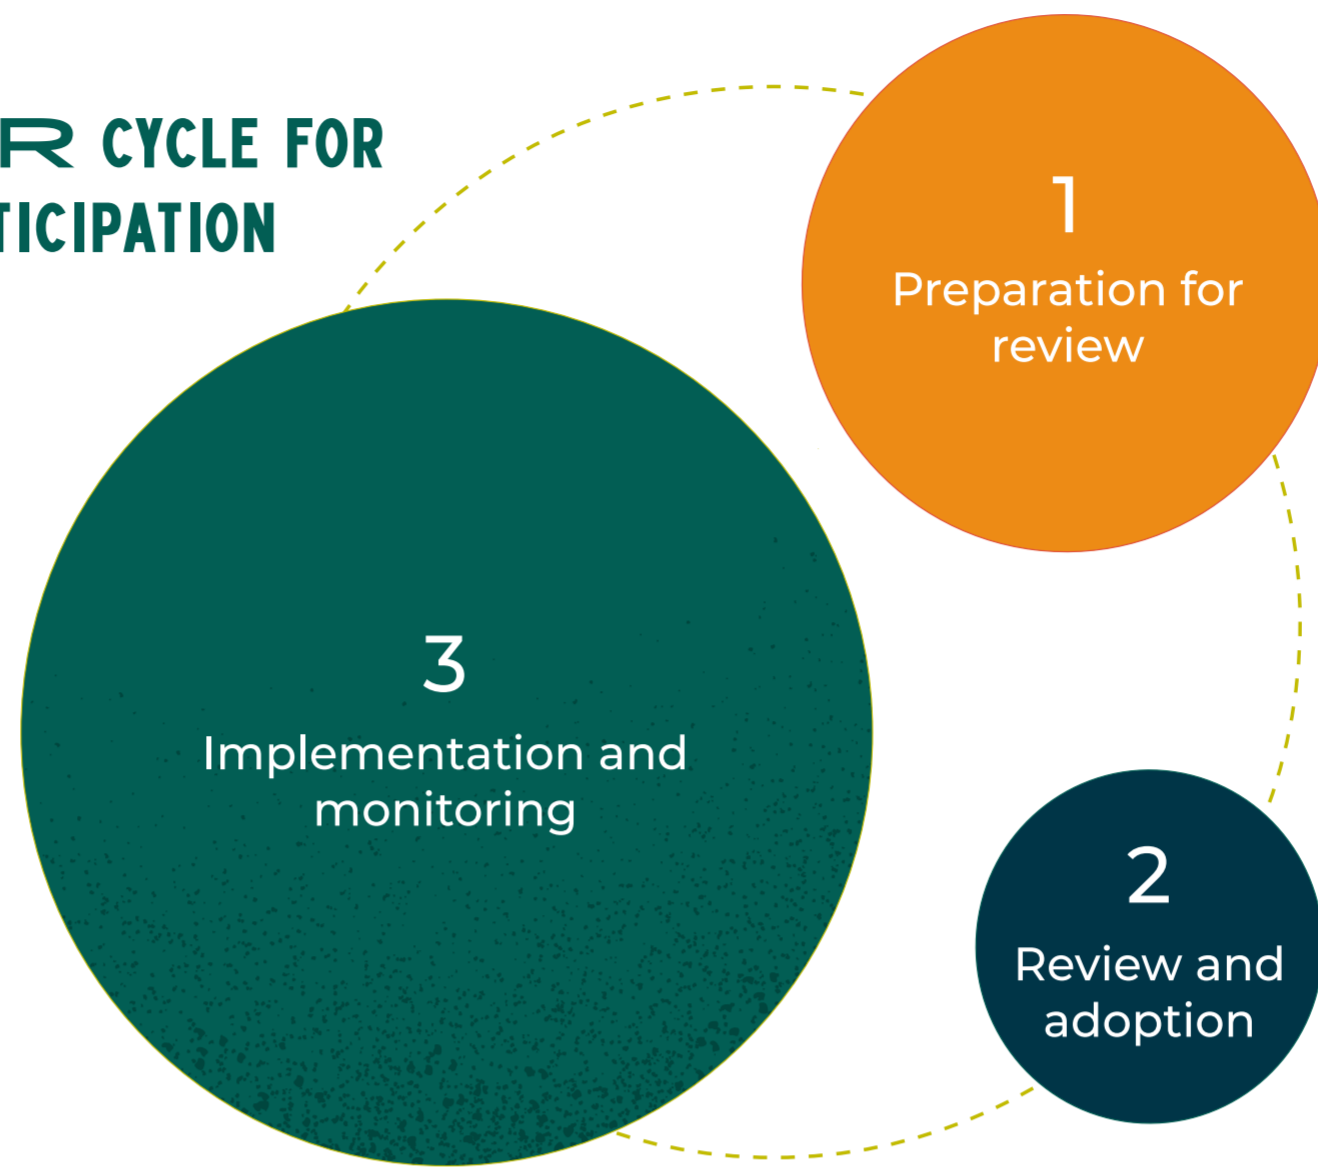 R CYCLE FOR
TICIPATION
1
Preparation for
review
3
Implementation and
monitoring
2
Review and
adoption